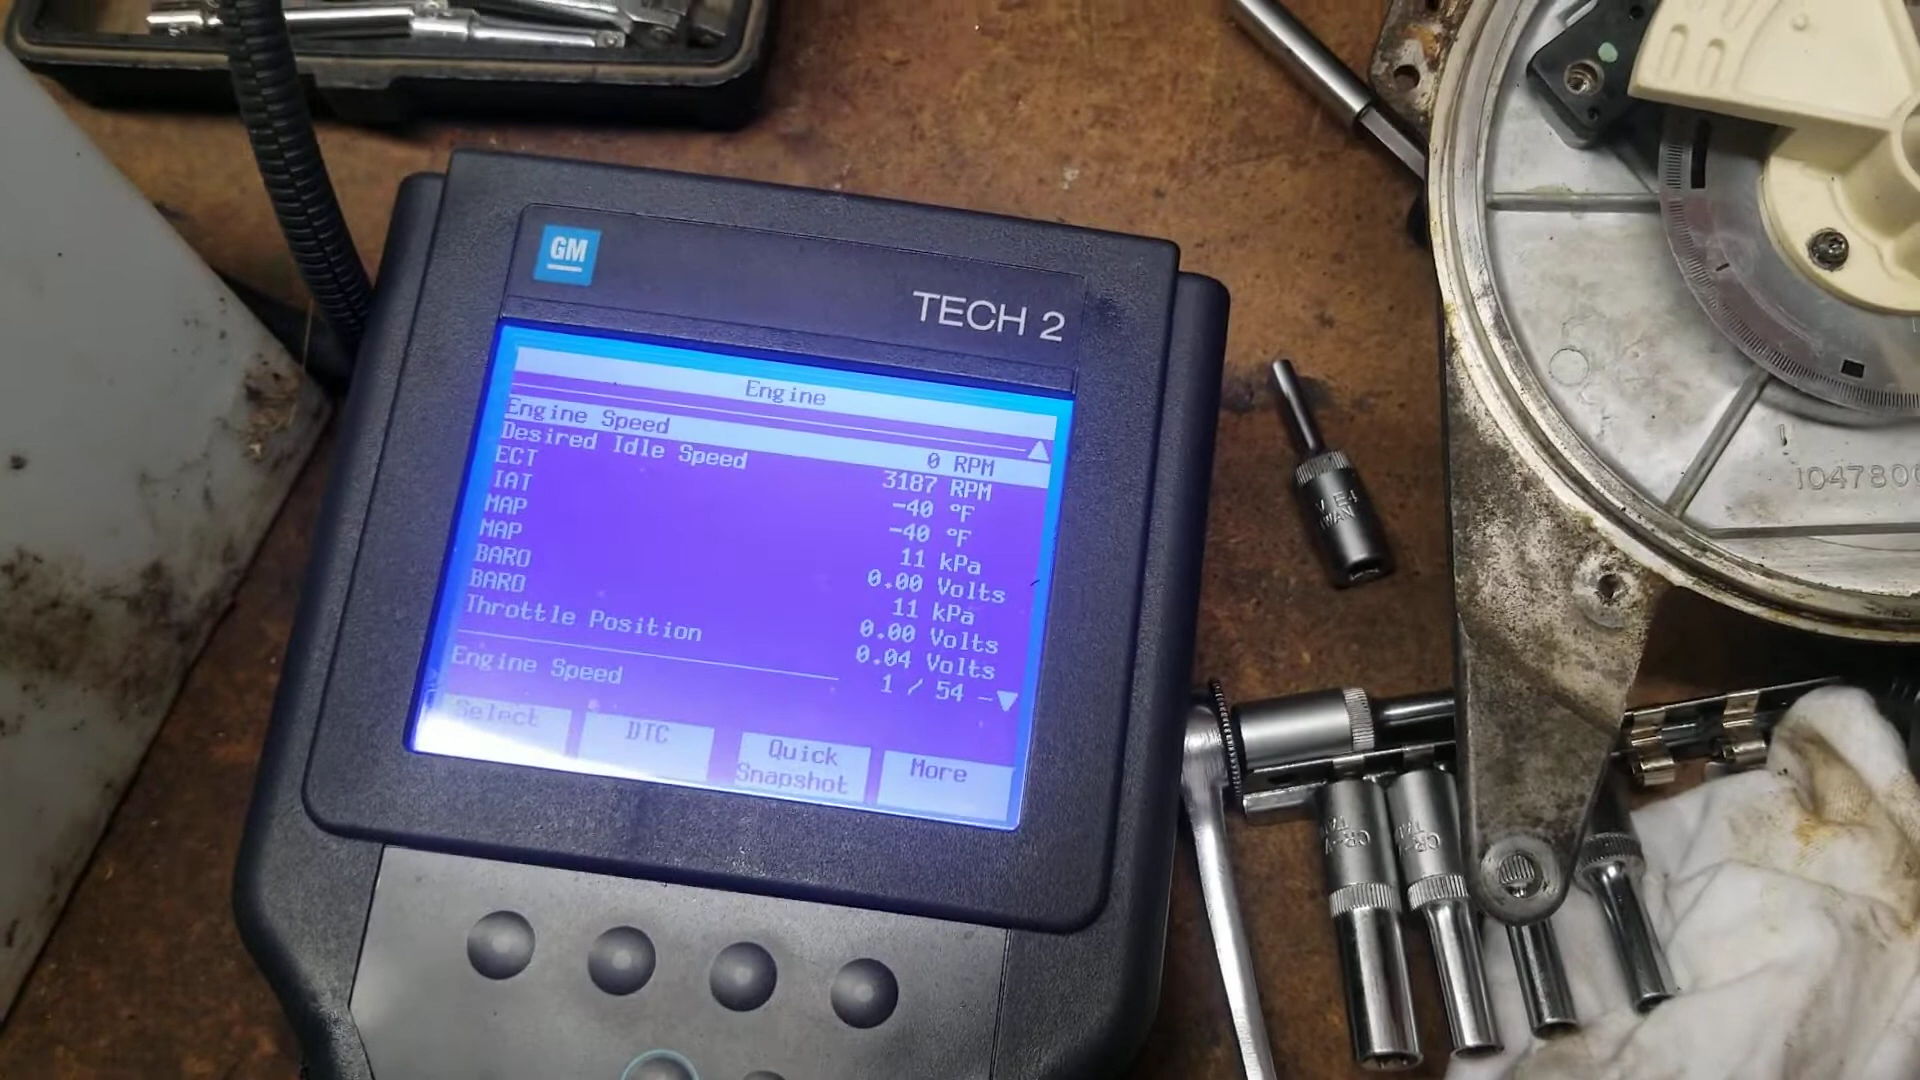 GM
TECH 2
Engine
Engine Speed 0 RPM
Desired Idle Speed 3187 RPM
ECT -40 °F
IAT -40 °F
MAP 11 kPa
MAP 0.00 Volts
BARO 11 kPa
BARO 0.00 Volts
Throttle Position 0.04 Volts
Engine Speed 1 / 54
Select
DTC
Quick
Snapshot
More
1047800